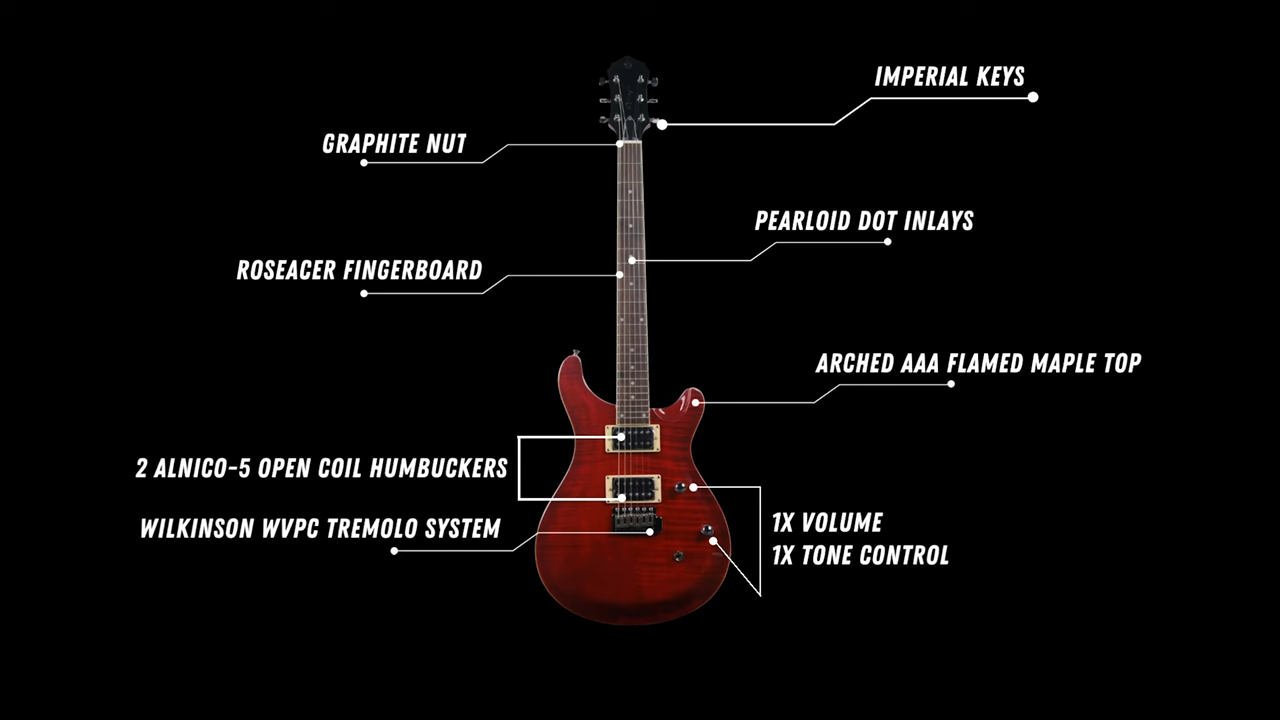 IMPERIAL KEYS
GRAPHITE NUT
PEARLOID DOT INLAYS
ROSEACER FINGERBOARD
ARCHED AAA FLAMED MAPLE TOP
2 ALNICO-5 OPEN COIL HUMBUCKERS
WILKINSON WVPC TREMOLO SYSTEM
1X VOLUME
1X TONE CONTROL